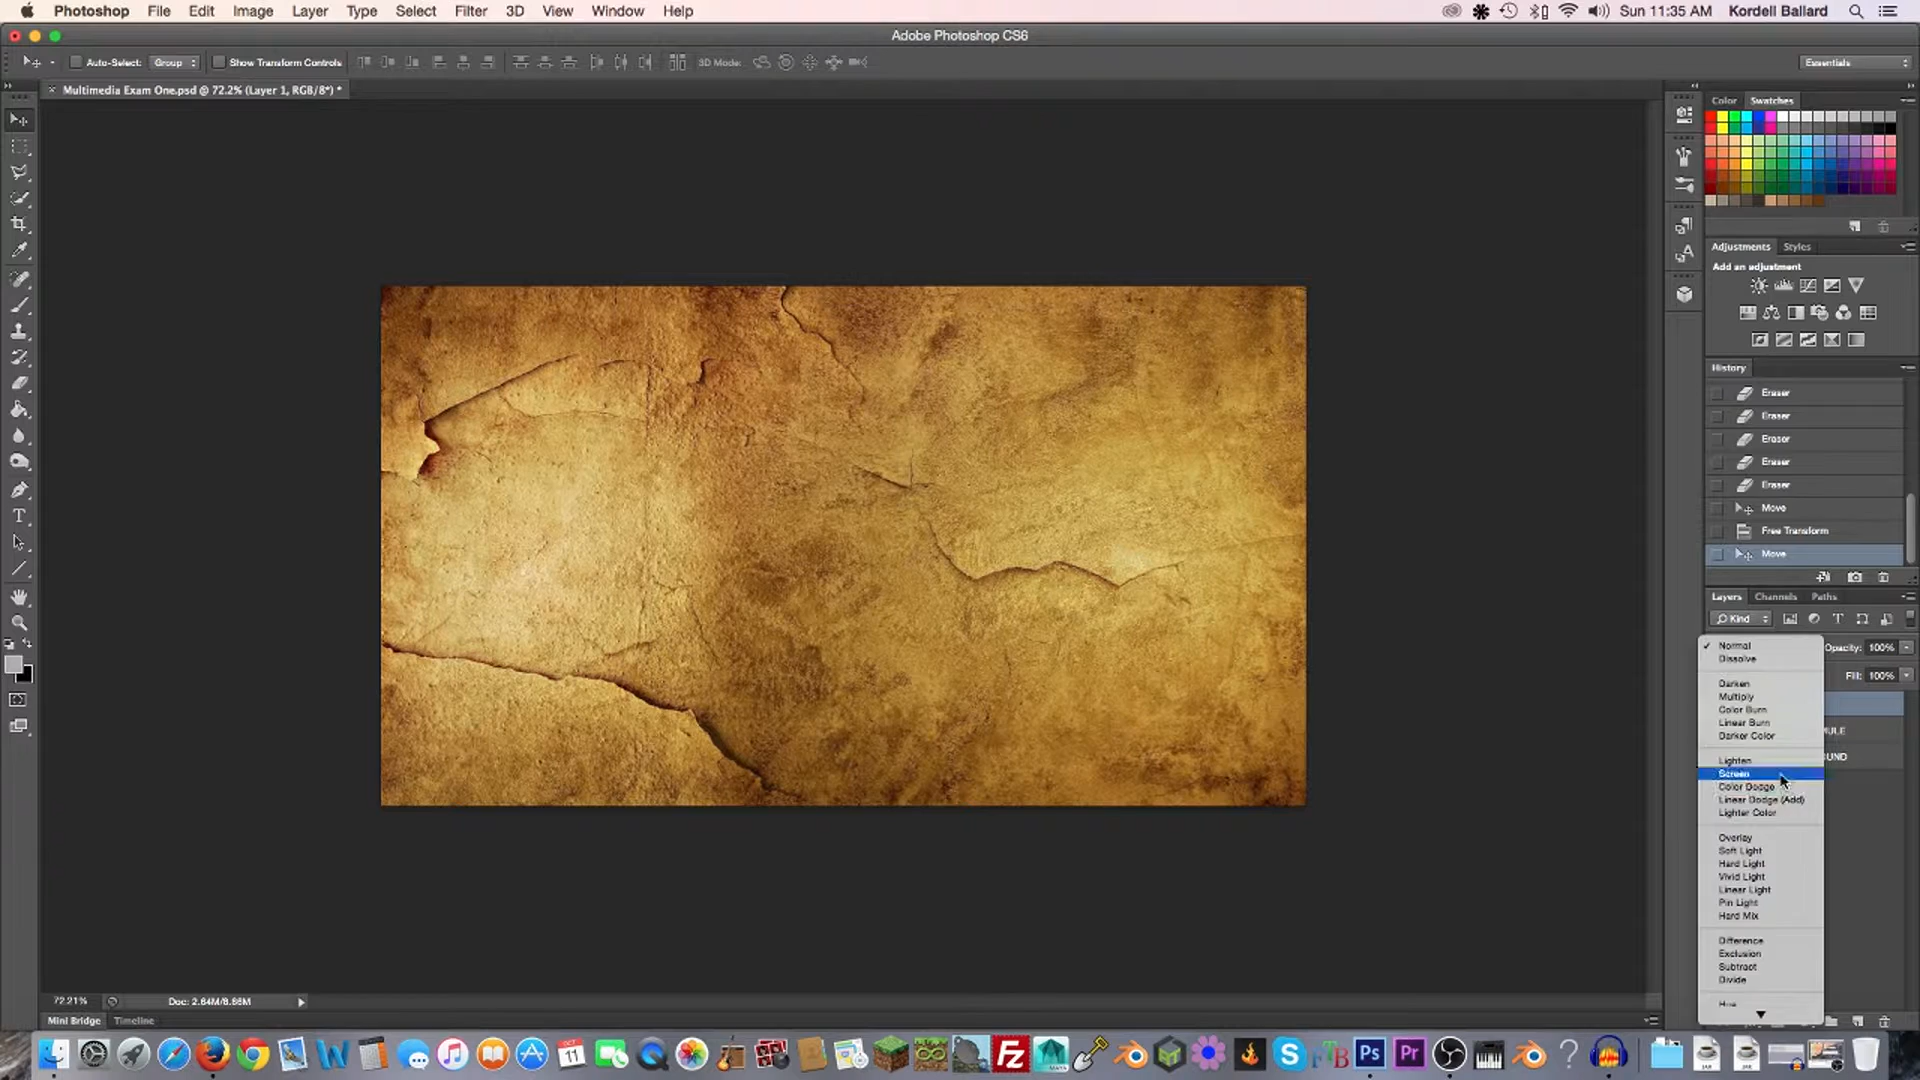 Photoshop File Edit Image Layer Type Select Filter 3D View Window Help Sun 11:35 AM Kordell Ballard
Adobe Photoshop CS6
Auto-Select: Group Show Transform Controls 3D Mode: Essentials
Multimedia Exam One.psd @ 72.2% (Layer 1, RGB/8*) *
Color Swatches
Adjustments Styles
Add an adjustment
History
Eraser
Eraser
Eraser
Eraser
Eraser
Move
Free Transform
Move
Layers Channels Paths
Kind
Normal Opacity: 100%
Dissolve
Fill: 100%
Darken
Multiply
Color Burn
Linear Burn
Darker Color
Lighten
Screen
Color Dodge
Linear Dodge (Add)
Lighter Color
Overlay
Soft Light
Hard Light
Vivid Light
Linear Light
Pin Light
Hard Mix
Difference
Exclusion
Subtract
Divide
72.21% Doc: 2.64M/8.86M
Mini Bridge Timeline